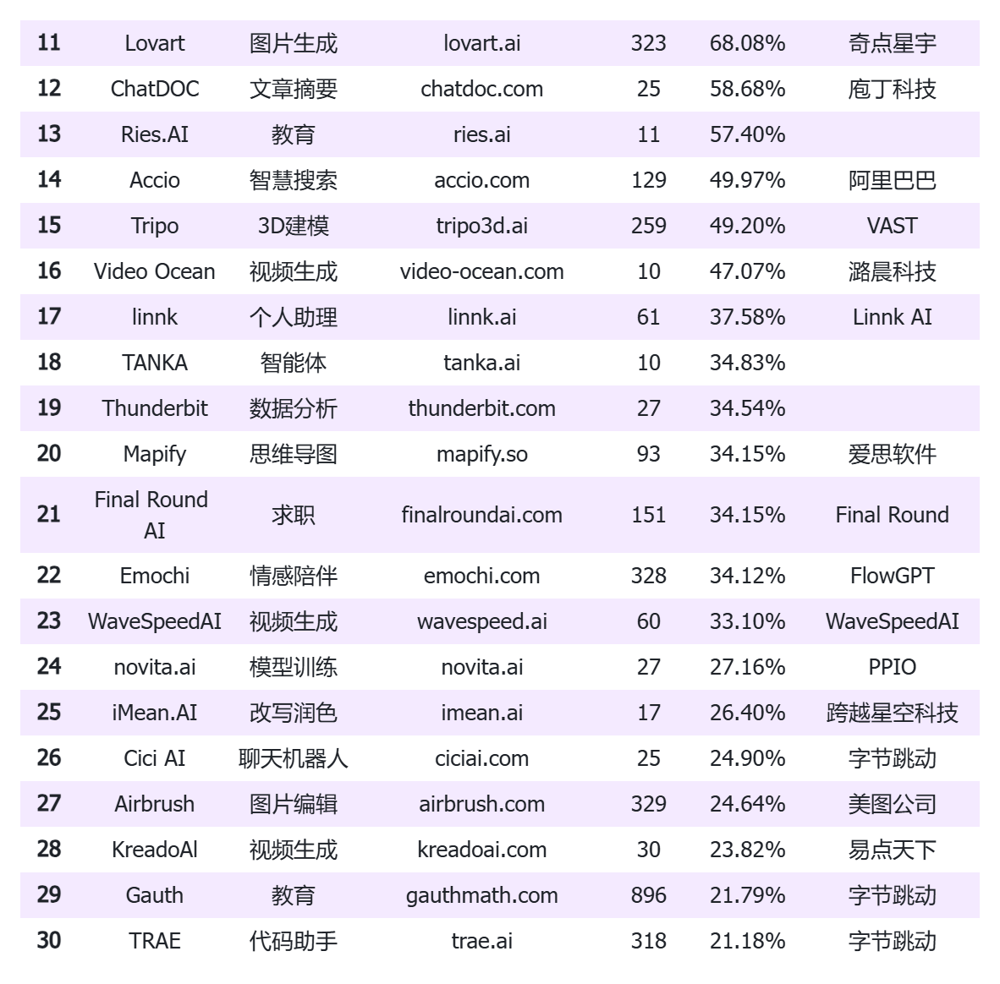 11 Lovart 图片生成 lovart.ai 323 68.08% 奇点星宇
12 ChatDOC 文章摘要 chatdoc.com 25 58.68% 庖丁科技
13 Ries.AI 教育 ries.ai 11 57.40%
14 Accio 智慧搜索 accio.com 129 49.97% 阿里巴巴
15 Tripo 3D建模 tripo3d.ai 259 49.20% VAST
16 Video Ocean 视频生成 video-ocean.com 10 47.07% 潞晨科技
17 linnk 个人助理 linnk.ai 61 37.58% Linnk AI
18 TANKA 智能体 tanka.ai 10 34.83%
19 Thunderbit 数据分析 thunderbit.com 27 34.54%
20 Mapify 思维导图 mapify.so 93 34.15% 爱思软件
21 Final Round AI 求职 finalroundai.com 151 34.15% Final Round
22 Emochi 情感陪伴 emochi.com 328 34.12% FlowGPT
23 WaveSpeedAI 视频生成 wavespeed.ai 60 33.10% WaveSpeedAI
24 novita.ai 模型训练 novita.ai 27 27.16% PPIO
25 iMean.AI 改写润色 imean.ai 17 26.40% 跨越星空科技
26 Cici AI 聊天机器人 ciciai.com 25 24.90% 字节跳动
27 Airbrush 图片编辑 airbrush.com 329 24.64% 美图公司
28 KreadoAl 视频生成 kreadoai.com 30 23.82% 易点天下
29 Gauth 教育 gauthmath.com 896 21.79% 字节跳动
30 TRAE 代码助手 trae.ai 318 21.18% 字节跳动